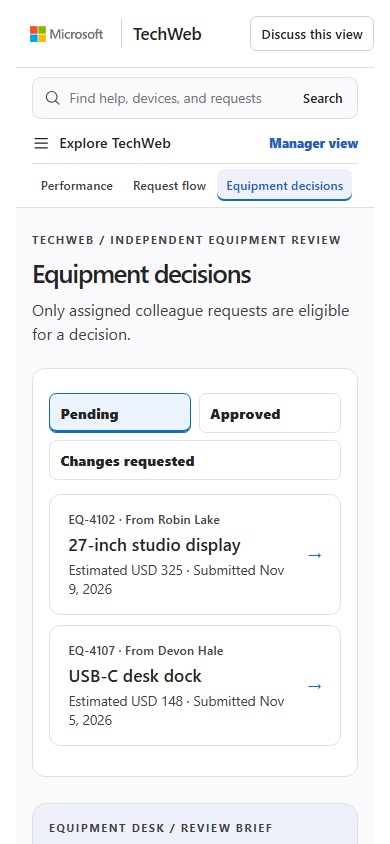 Microsoft TechWeb Discuss this view
Find help, devices, and requests Search
Explore TechWeb Manager view
Performance Request flow Equipment decisions
TECHWEB / INDEPENDENT EQUIPMENT REVIEW
Equipment decisions
Only assigned colleague requests are eligible
for a decision.
Pending Approved
Changes requested
EQ-4102 · From Robin Lake
27-inch studio display
Estimated USD 325 · Submitted Nov
9, 2026
→
EQ-4107 · From Devon Hale
USB-C desk dock
Estimated USD 148 · Submitted Nov
5, 2026
→
EQUIPMENT DESK / REVIEW BRIEF